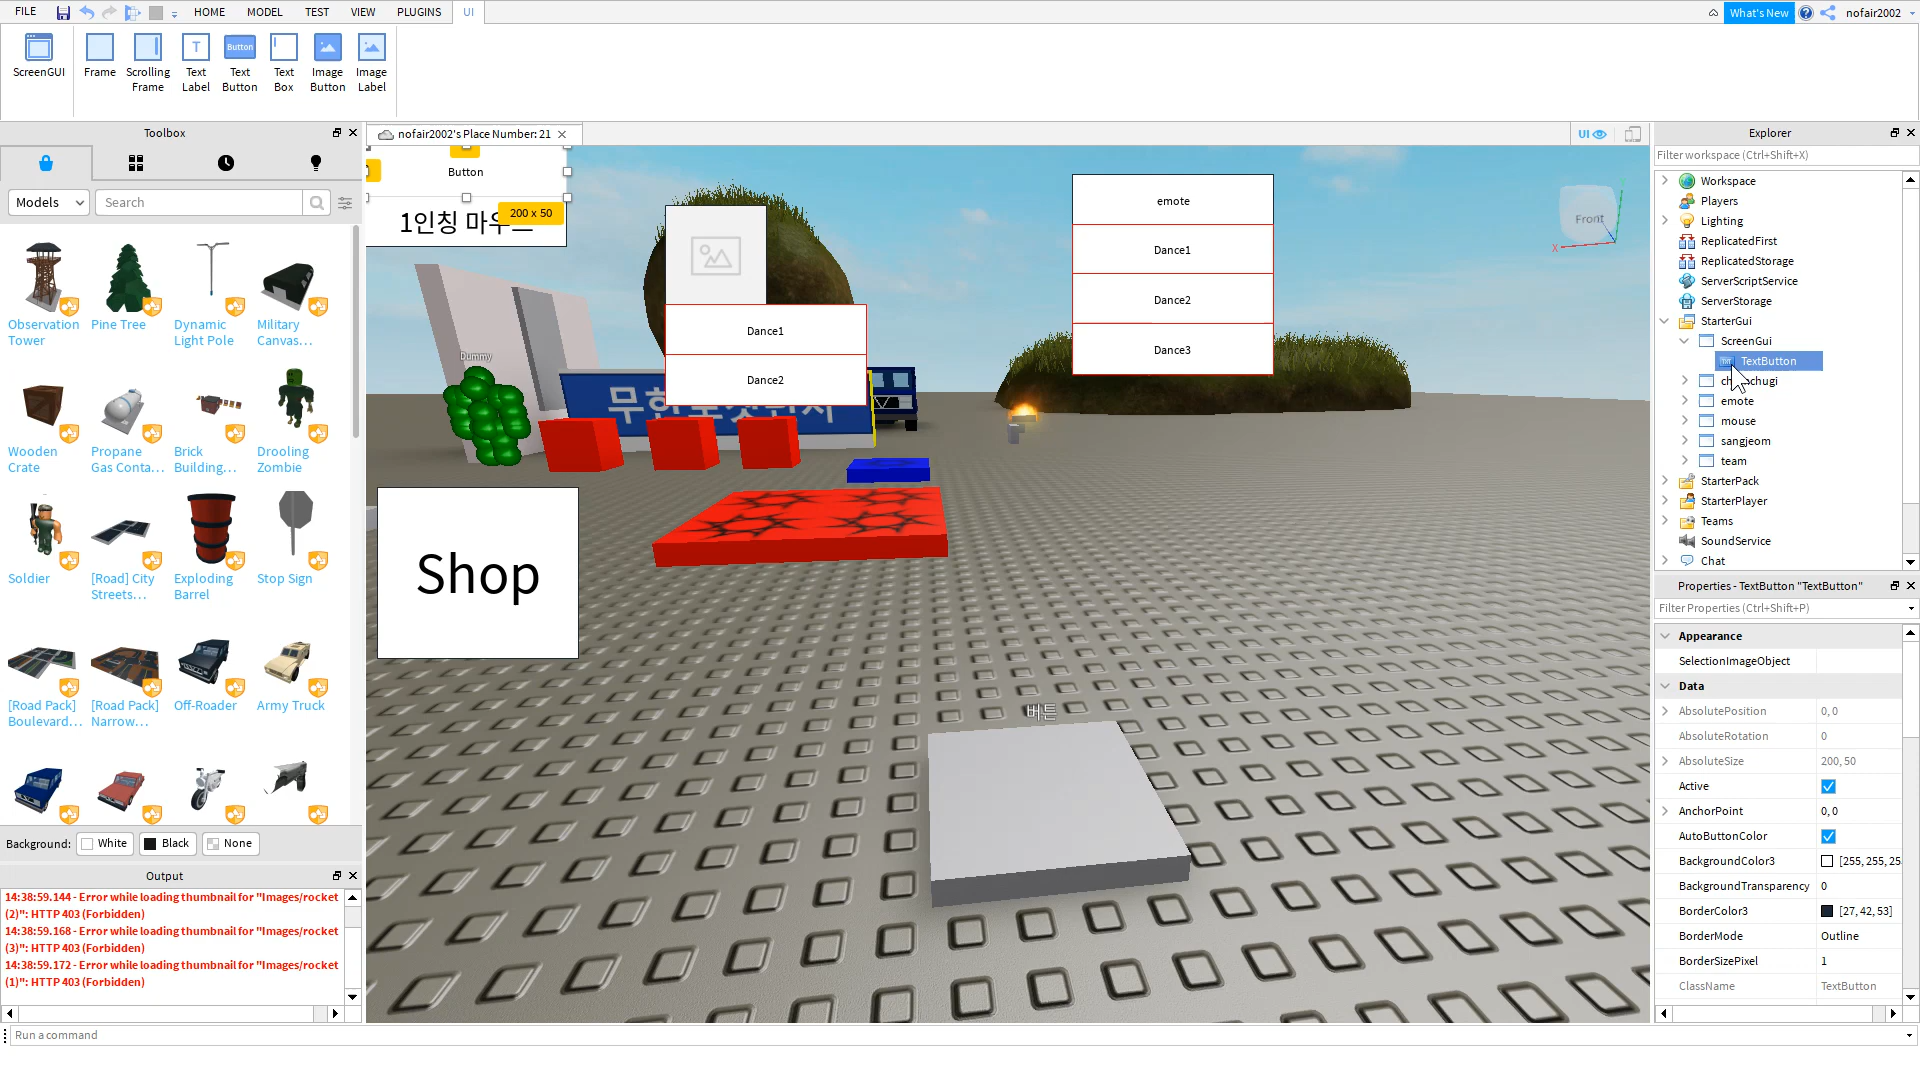 FILE
HOME
MODEL
TEST
VIEW
PLUGINS
UI
What's New
nofair2002
ScreenGUI
Frame
Scrolling
Frame
Text
Label
Button
Text
Button
Text
Box
Image
Button
Image
Label
Toolbox
nofair2002's Place Number: 21
UI
Explorer
Filter workspace (Ctrl+Shift+X)
Models
Search
Observation
Tower
Pine Tree
Dynamic
Light Pole
Military
Canvas...
Wooden
Crate
Propane
Gas Conta...
Brick
Building...
Drooling
Zombie
Soldier
[Road] City
Streets...
Exploding
Barrel
Stop Sign
[Road Pack]
Boulevard...
[Road Pack]
Narrow...
Off-Roader
Army Truck
Background:
White
Black
None
Output
14:38:59.144 - Error while loading thumbnail for "Images/rocket
(2)": HTTP 403 (Forbidden)
14:38:59.168 - Error while loading thumbnail for "Images/rocket
(3)": HTTP 403 (Forbidden)
14:38:59.172 - Error while loading thumbnail for "Images/rocket
(1)": HTTP 403 (Forbidden)
Run a command
Button
200 x 50
1인칭
Dance1
Dance2
emote
Dance1
Dance2
Dance3
Dummy
Shop
버튼
Front
X
Workspace
Players
Lighting
ReplicatedFirst
ReplicatedStorage
ServerScriptService
ServerStorage
StarterGui
ScreenGui
TextButton
emote
mouse
sangjeom
team
StarterPack
StarterPlayer
Teams
SoundService
Chat
Properties - TextButton "TextButton"
Filter Properties (Ctrl+Shift+P)
Appearance
SelectionImageObject
Data
AbsolutePosition 0, 0
AbsoluteRotation 0
AbsoluteSize 200, 50
Active
AnchorPoint 0, 0
AutoButtonColor
BackgroundColor3 [255, 255, 25
BackgroundTransparency 0
BorderColor3 [27, 42, 53]
BorderMode Outline
BorderSizePixel 1
ClassName TextButton